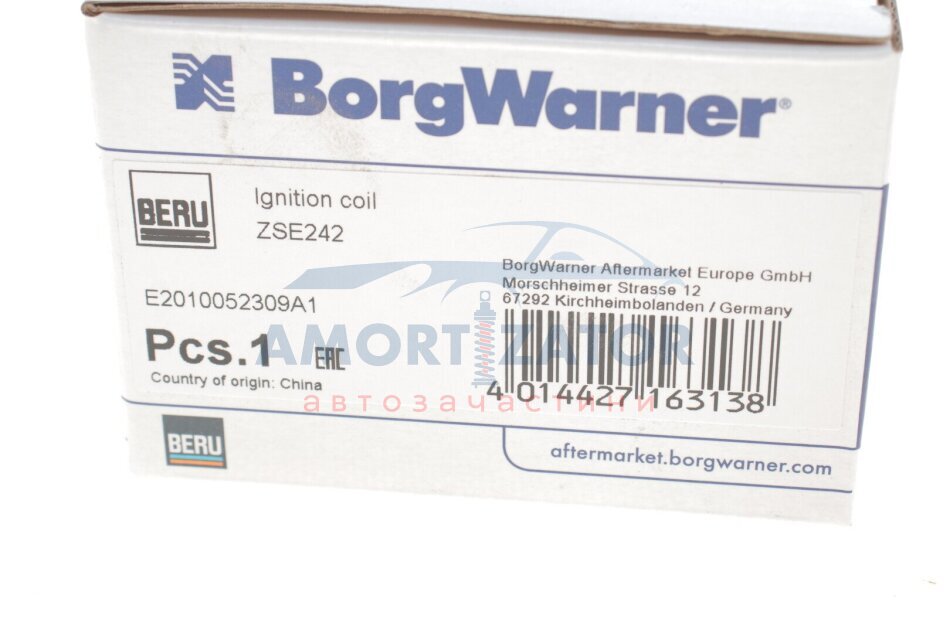 BorgWarner®
BERU
Ignition coil
ZSE242
BorgWarner Aftermarket Europe GmbH
Morschheimer Strasse 12
67292 Kirchheimbolanden / Germany
E2010052309A1
Pcs.1
EAC
Country of origin: China
4 014427 163138
AMORTIZATOR
автозачастини
BERU
aftermarket.borgwarner.com